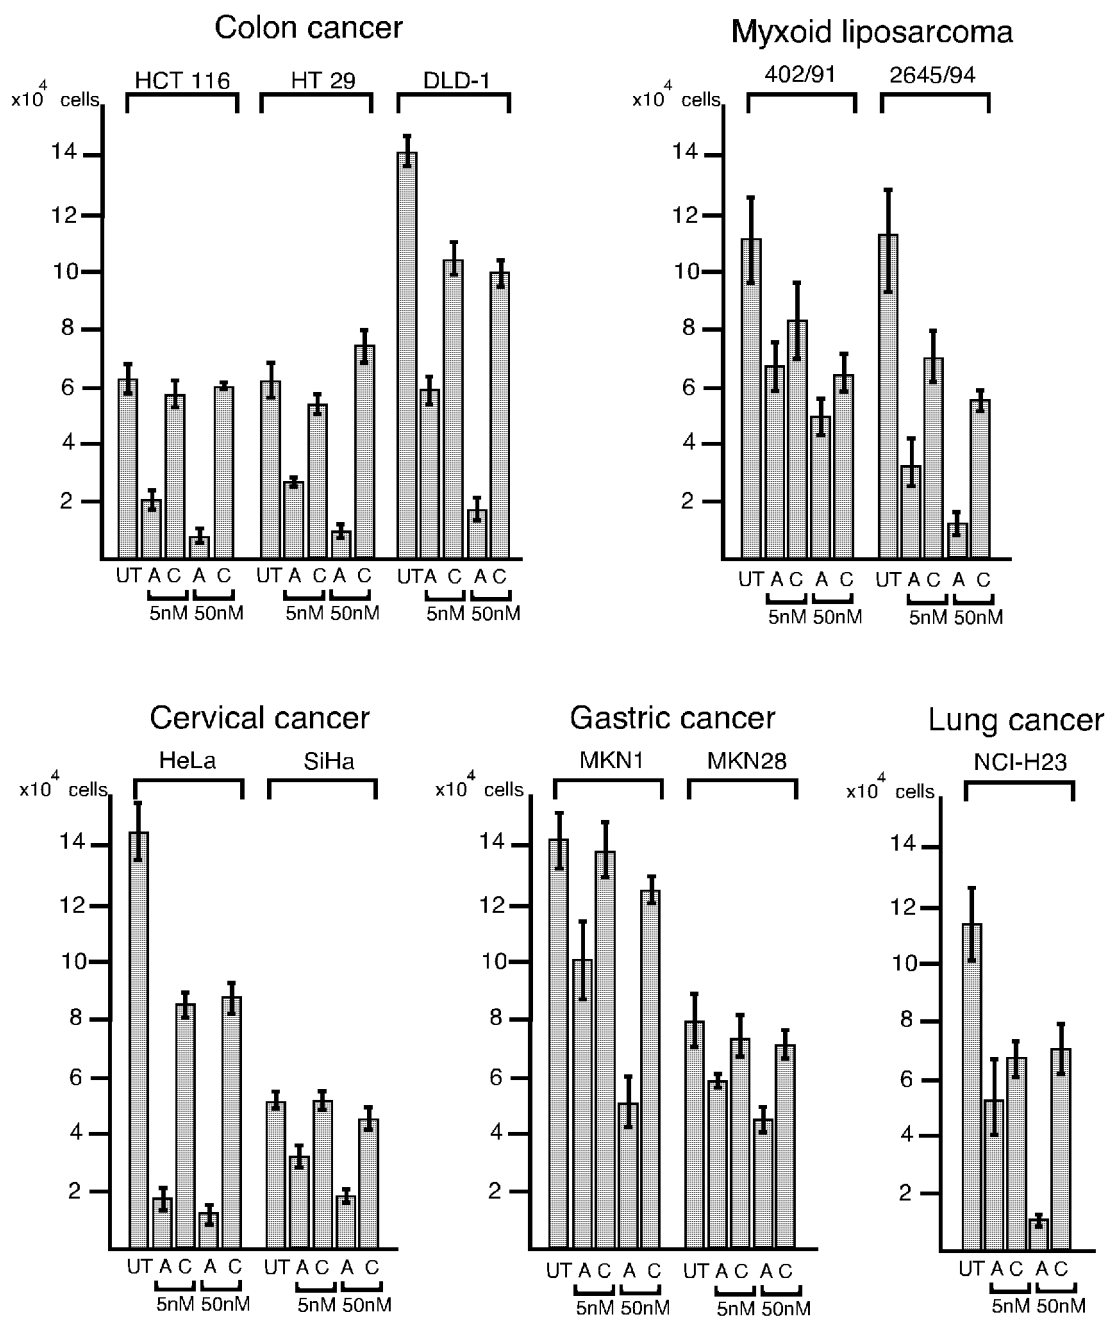 Colon cancer
HCT 116 HT 29 DLD-1
x10⁴ cells
14
12
10
8
6
4
2
UT A C A C UT A C A C UT A C A C
5nM 50nM 5nM 50nM 5nM 50nM
Myxoid liposarcoma
402/91 2645/94
x10⁴ cells
14
12
10
8
6
4
2
UT A C A C UT A C A C
5nM 50nM 5nM 50nM
Cervical cancer
HeLa SiHa
x10⁴ cells
14
12
10
8
6
4
2
UT A C A C UT A C A C
5nM 50nM 5nM 50nM
Gastric cancer
MKN1 MKN28
x10⁴ cells
14
12
10
8
6
4
2
UT A C A C UT A C A C
5nM 50nM 5nM 50nM
Lung cancer
NCI-H23
x10⁴ cells
14
12
10
8
6
4
2
UT A C A C
5nM 50nM